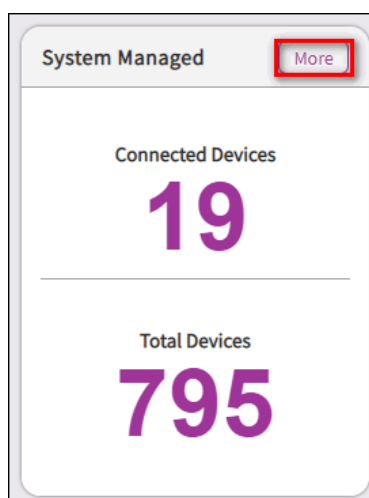 System Managed More
Connected Devices
19
Total Devices
795